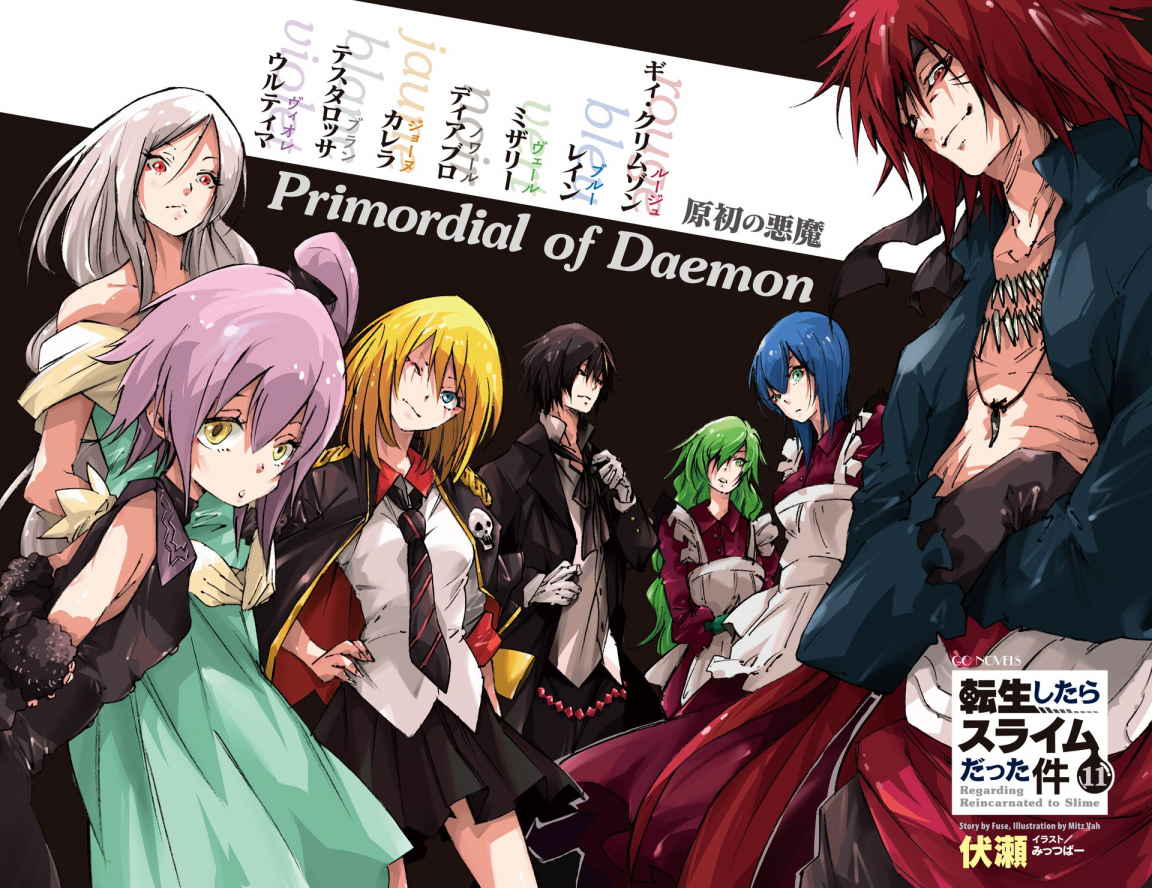 原初の悪魔
rouge
ルージュ
ギィ・クリムゾン
bleu
ブルー
レイン
vert
ヴェール
ミザリー
noir
ノワール
ディアブロ
jaune
ジョーヌ
カレラ
blanc
ブラン
テスタロッサ
violet
ヴィオレ
ウルティマ
Primordial of Daemon
GC NOVELS
転生したら
スライム
だった件 11
Regarding
Reincarnated to Slime
Story by Fuse, Illustration by Mitz Vah
伏瀬
イラスト/
みっつばー